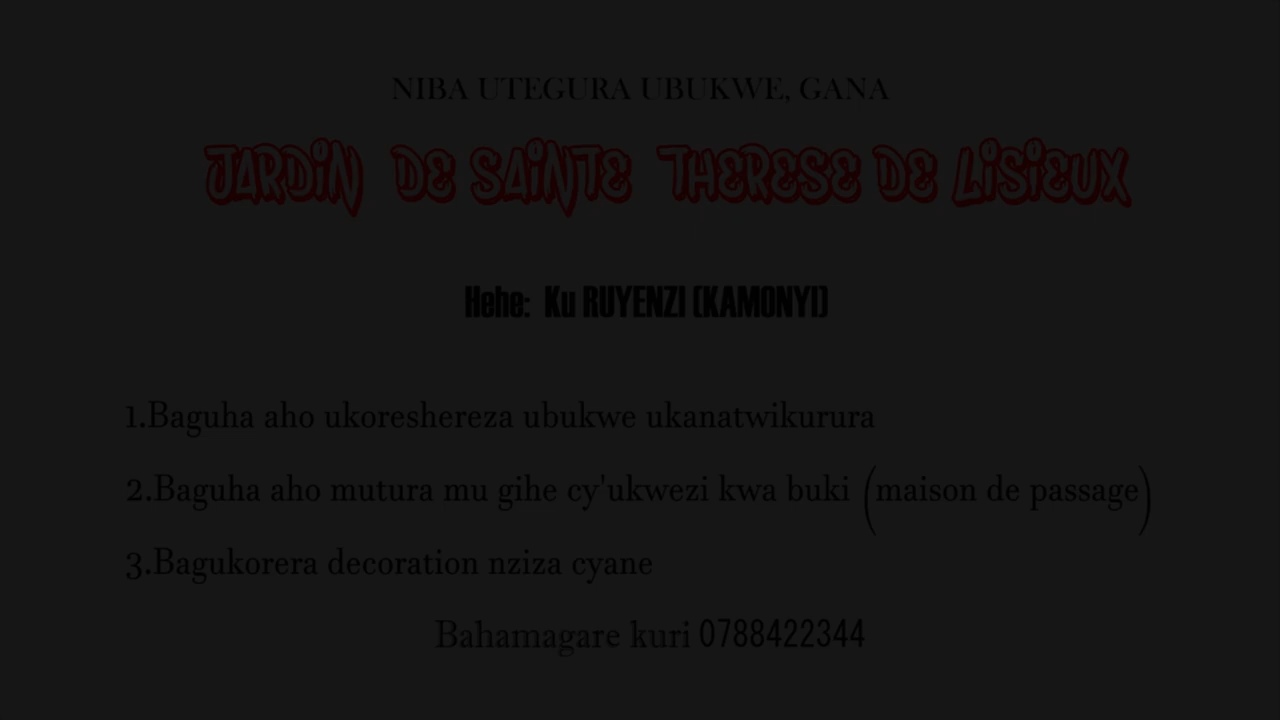 NIBA UTEGURA UBUKWE, GANA
JARDIN DE SAINTE THERESE DE LISIEUX
Hehe: Ku RUYENZI (KAMONYI)
1.Baguha aho ukoreshereza ubukwe ukanatwikurura
2.Baguha aho mutura mu gihe cy'ukwezi kwa buki (maison de passage)
3.Bagukorera decoration nziza cyane
Bahamagare kuri 0788422344